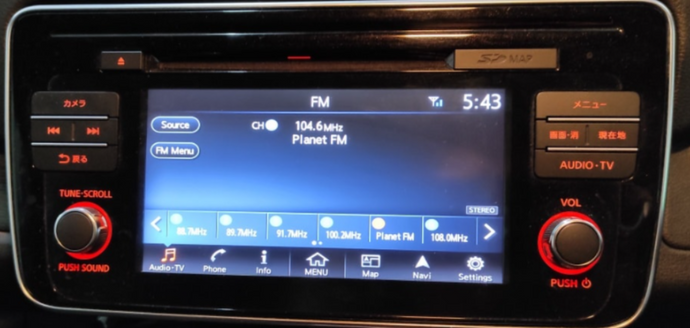 SD MAP
カメラ
戻る
TUNE·SCROLL
PUSH SOUND
FM
5:43
Source
CH
104.6MHz
Planet FM
FM Menu
STEREO
88.7MHz
89.7MHz
91.7MHz
100.2MHz
Planet FM
108.0MHz
Audio·TV
Phone
Info
MENU
Map
Navi
Settings
メニュー
画面·消
現在地
AUDIO·TV
VOL
PUSH